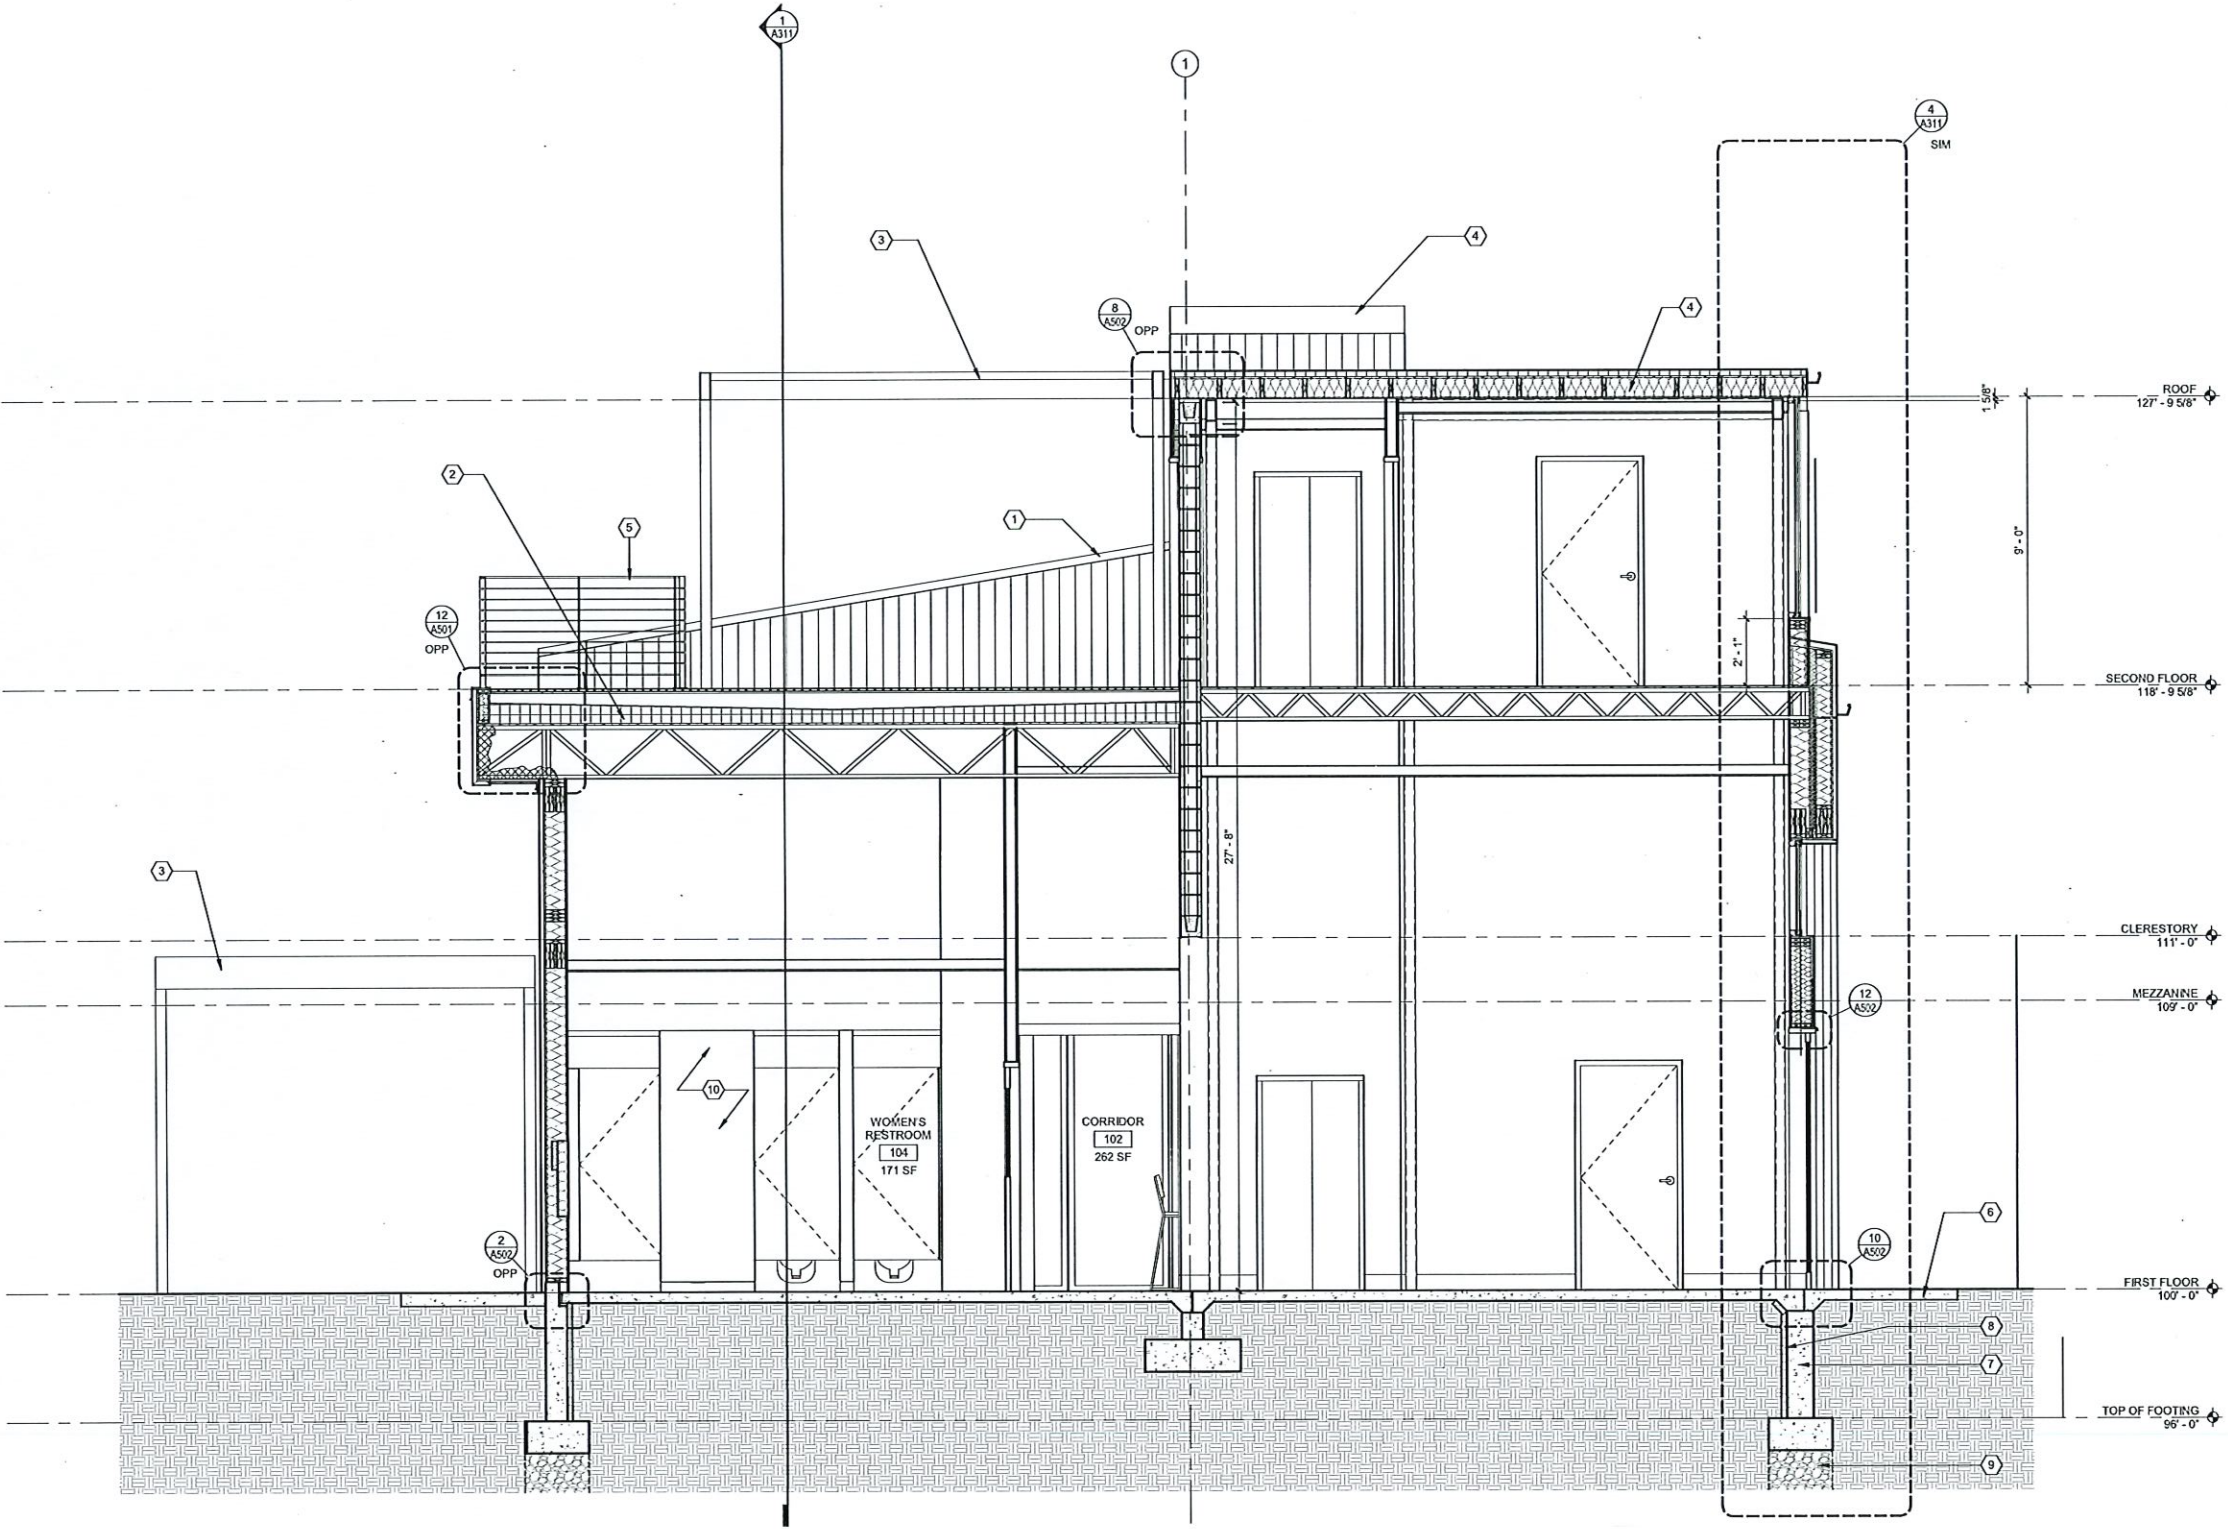 1
A311
1
4
A311
SIM
3
4
8
A502
OPP
4
1 5/8"
ROOF
127' - 9 5/8"
2
5
1
9' - 0"
12
A501
OPP
2' - 1"
SECOND FLOOR
118' - 9 5/8"
27' - 8"
3
CLERESTORY
111' - 0"
MEZZANINE
109' - 0"
12
A502
10
WOMEN'S
RESTROOM
104
171 SF
CORRIDOR
102
262 SF
6
2
A502
OPP
10
A502
FIRST FLOOR
100' - 0"
8
7
TOP OF FOOTING
96' - 0"
9